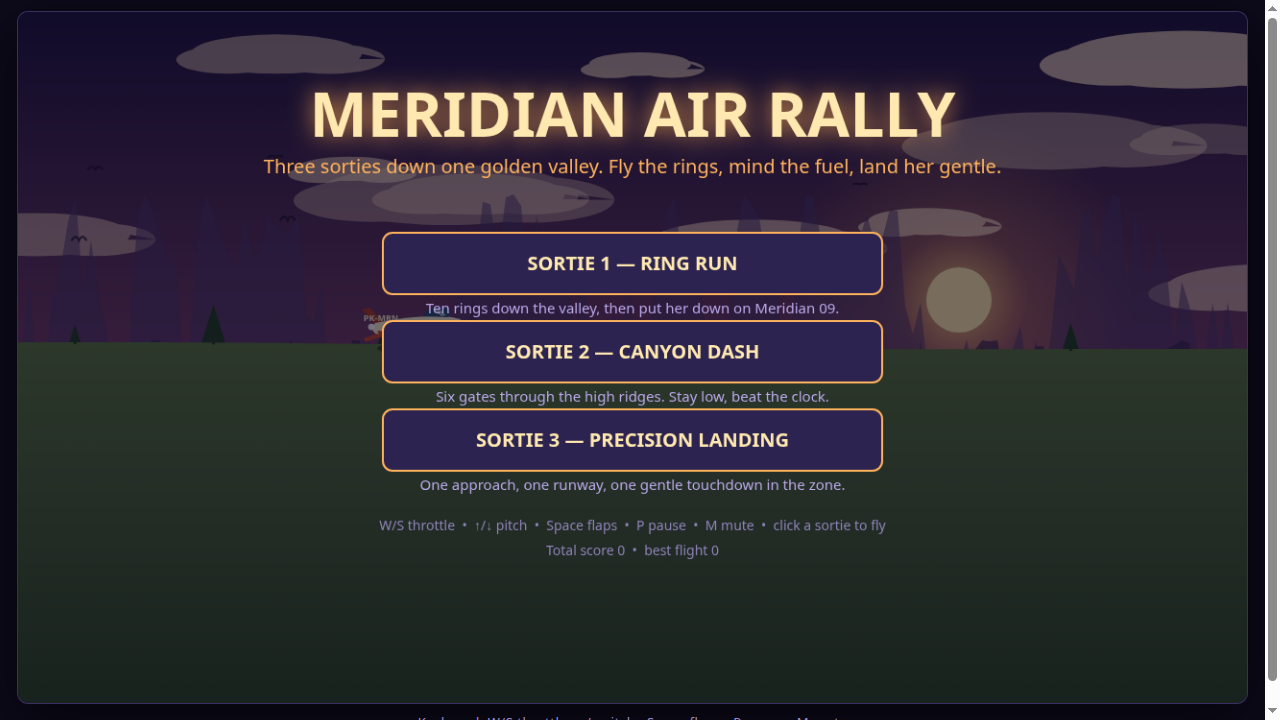 MERIDIAN AIR RALLY
Three sorties down one golden valley. Fly the rings, mind the fuel, land her gentle.
SORTIE 1 — RING RUN
Ten rings down the valley, then put her down on Meridian 09.
PK-MRN
SORTIE 2 — CANYON DASH
Six gates through the high ridges. Stay low, beat the clock.
SORTIE 3 — PRECISION LANDING
One approach, one runway, one gentle touchdown in the zone.
W/S throttle • ↑/↓ pitch • Space flaps • P pause • M mute • click a sortie to fly
Total score 0 • best flight 0